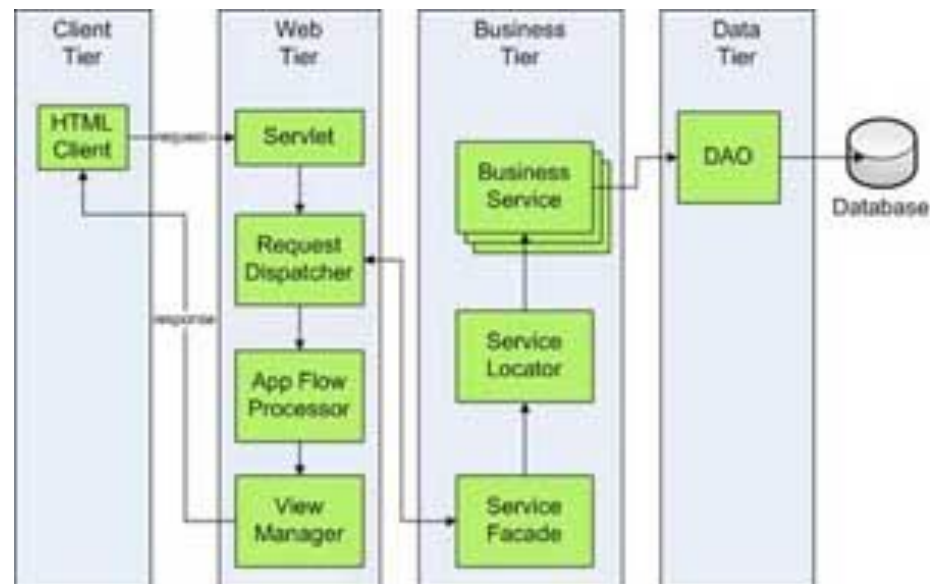 Client
Tier
Web
Tier
Business
Tier
Data
Tier
HTML
Client
request
Servlet
Request
Dispatcher
response
App Flow
Processor
View
Manager
Business
Service
Service
Locator
Service
Facade
DAO
Database